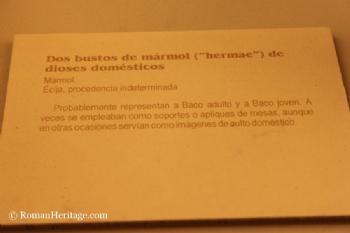 Dos bustos de mármol ("hermae") de
dioses domésticos
Mármol.
Écija, procedencia indeterminada
Probablemente representan a Baco adulto y a Baco joven. A
veces se empleaban como soportes o apliques de mesas, aunque
en otras ocasiones servían como imágenes de culto doméstico
© RomanHeritage.com